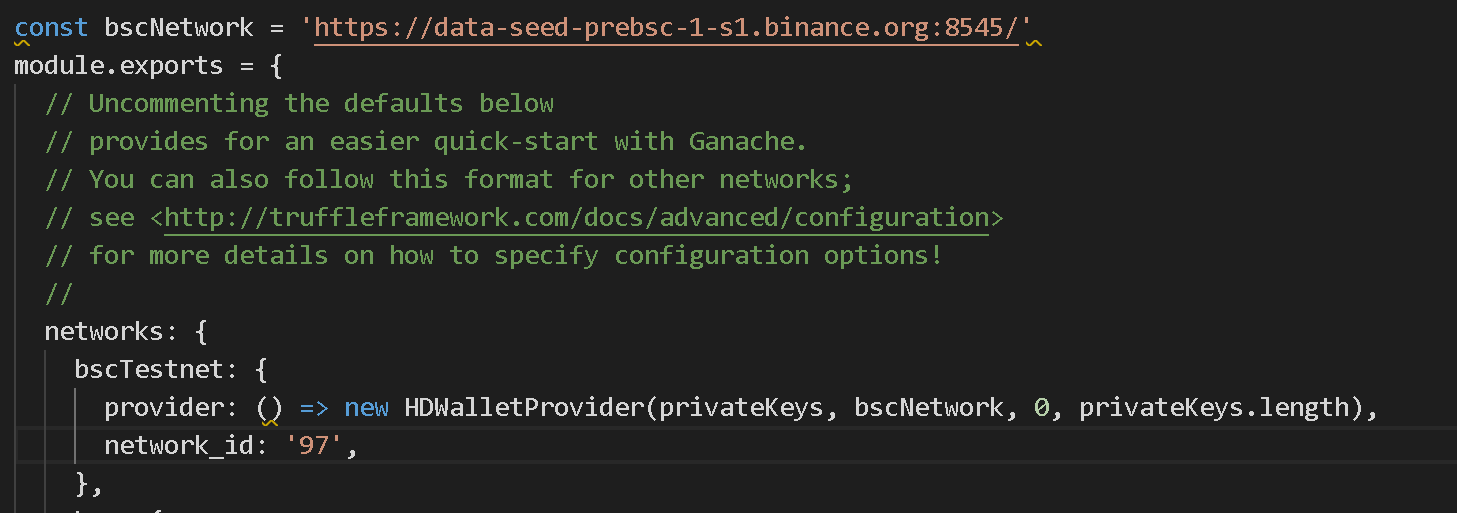 const bscNetwork = 'https://data-seed-prebsc-1-s1.binance.org:8545/'
module.exports = {
// Uncommenting the defaults below
// provides for an easier quick-start with Ganache.
// You can also follow this format for other networks;
// see <http://truffleframework.com/docs/advanced/configuration>
// for more details on how to specify configuration options!
//
networks: {
bscTestnet: {
provider: () => new HDWalletProvider(privateKeys, bscNetwork, 0, privateKeys.length),
network_id: '97',
},